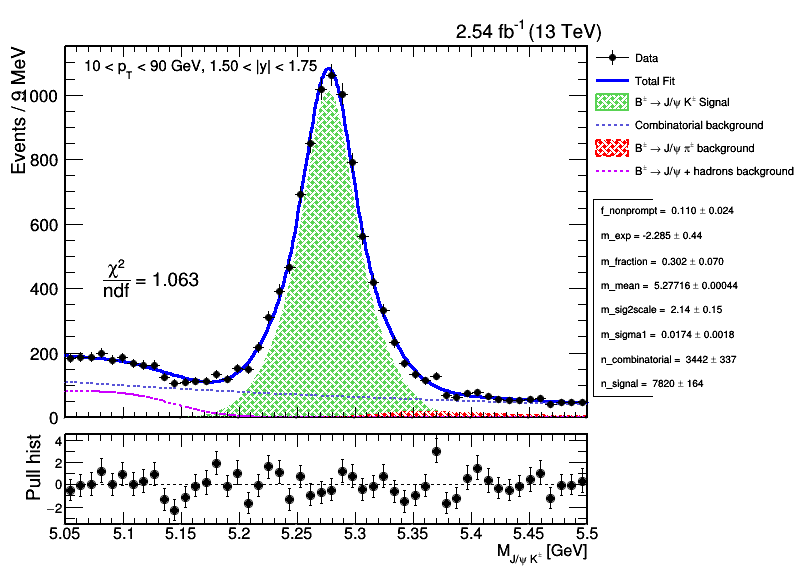 2.54 fb⁻¹ (13 TeV)
Events / 9 MeV
10 < p_T < 90 GeV, 1.50 < |y| < 1.75
1000
800
600
400
200
0
χ²/ndf = 1.063
Data
Total Fit
B± → J/ψ K± Signal
Combinatorial background
B± → J/ψ π± background
B± → J/ψ + hadrons background
f_nonprompt = 0.110 ± 0.024
m_exp = -2.285 ± 0.44
m_fraction = 0.302 ± 0.070
m_mean = 5.27716 ± 0.00044
m_sig2scale = 2.14 ± 0.15
m_sigma1 = 0.0174 ± 0.0018
n_combinatorial = 3442 ± 337
n_signal = 7820 ± 164
Pull hist
4
2
0
−2
5.05 5.1 5.15 5.2 5.25 5.3 5.35 5.4 5.45 5.5
M_J/ψ K± [GeV]